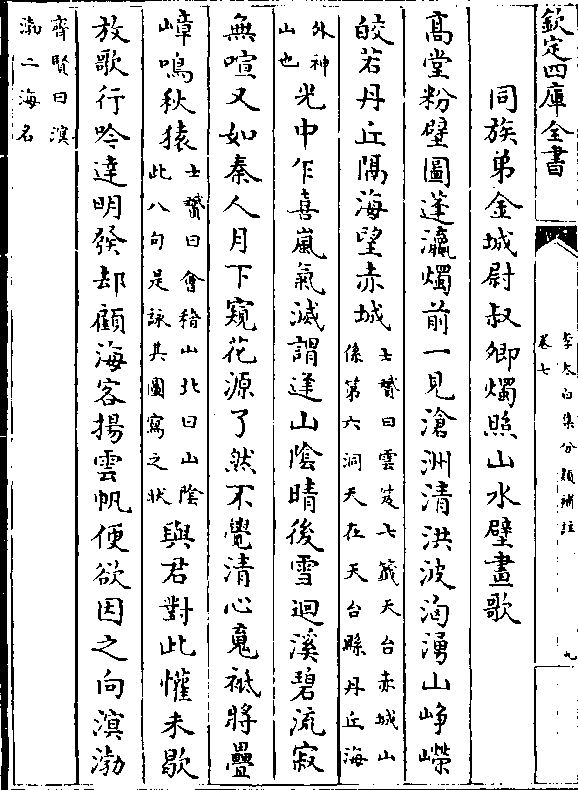 欽定四庫全書
李太白集分類補註
卷七
九
同族弟金城尉叔卿燭照山水壁畫歌
高堂粉壁圖蓬瀛燭前一見滄洲清洪波洶湧山崢嶸
皎若丹丘隔海望赤城士贇曰雲笈七籤天台赤城山
係第六洞天在天台縣丹丘海
外神
山也光中乍喜嵐氣滅謂逢山陰晴後雪迴溪碧流寂
無喧又如秦人月下窺花源了然不覺清心魂祗將疊
嶂鳴秋猿士贇曰會稽山北曰山陰
此八句是詠其圖寫之狀與君對此懽未歇
放歌行吟達明發却顧海客揚雲帆便欲因之向溟渤
齊賢曰溟
渤二海名